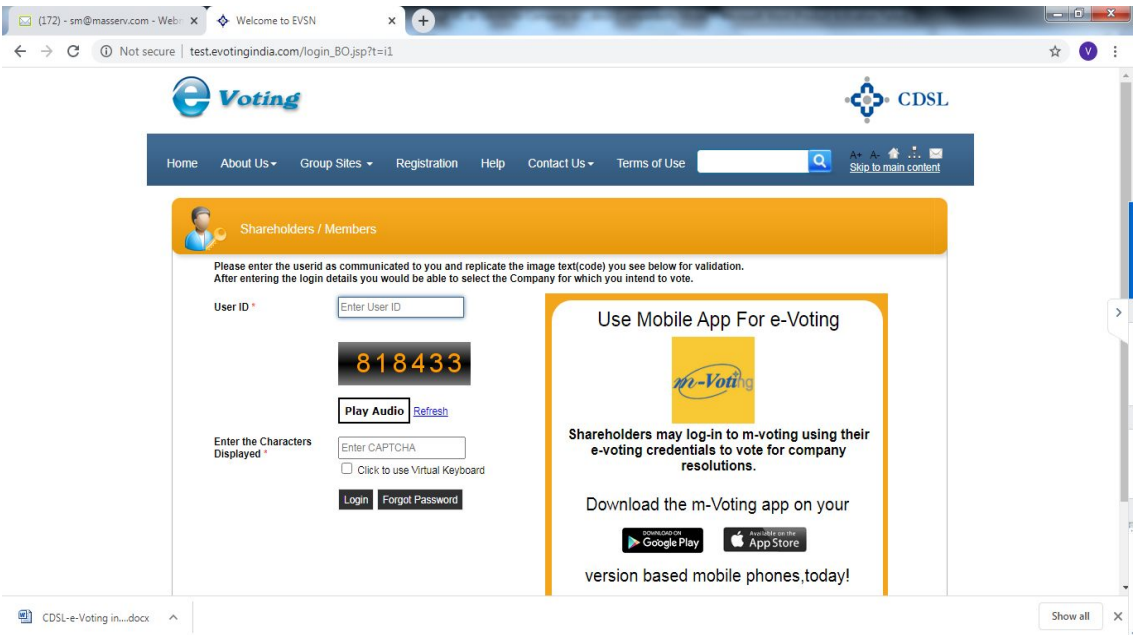 (172) - sm@masserv.com - Webm
Welcome to EVSN
Not secure | test.evotingindia.com/login_BO.jsp?t=i1
V
e Voting
CDSL
Home About Us Group Sites Registration Help Contact Us Terms of Use
A+ A-
Skip to main content
Shareholders / Members
Please enter the userid as communicated to you and replicate the image text(code) you see below for validation.
After entering the login details you would be able to select the Company for which you intend to vote.
User ID *
Enter User ID
818433
Play Audio Refresh
Enter the Characters
Displayed *
Enter CAPTCHA
Click to use Virtual Keyboard
Login Forgot Password
Use Mobile App For e-Voting
m-Voting
Shareholders may log-in to m-voting using their
e-voting credentials to vote for company
resolutions.
Download the m-Voting app on your
DOWNLOAD ON
Google Play
Available on the
App Store
version based mobile phones,today!
CDSL-e-Voting in....docx
Show all